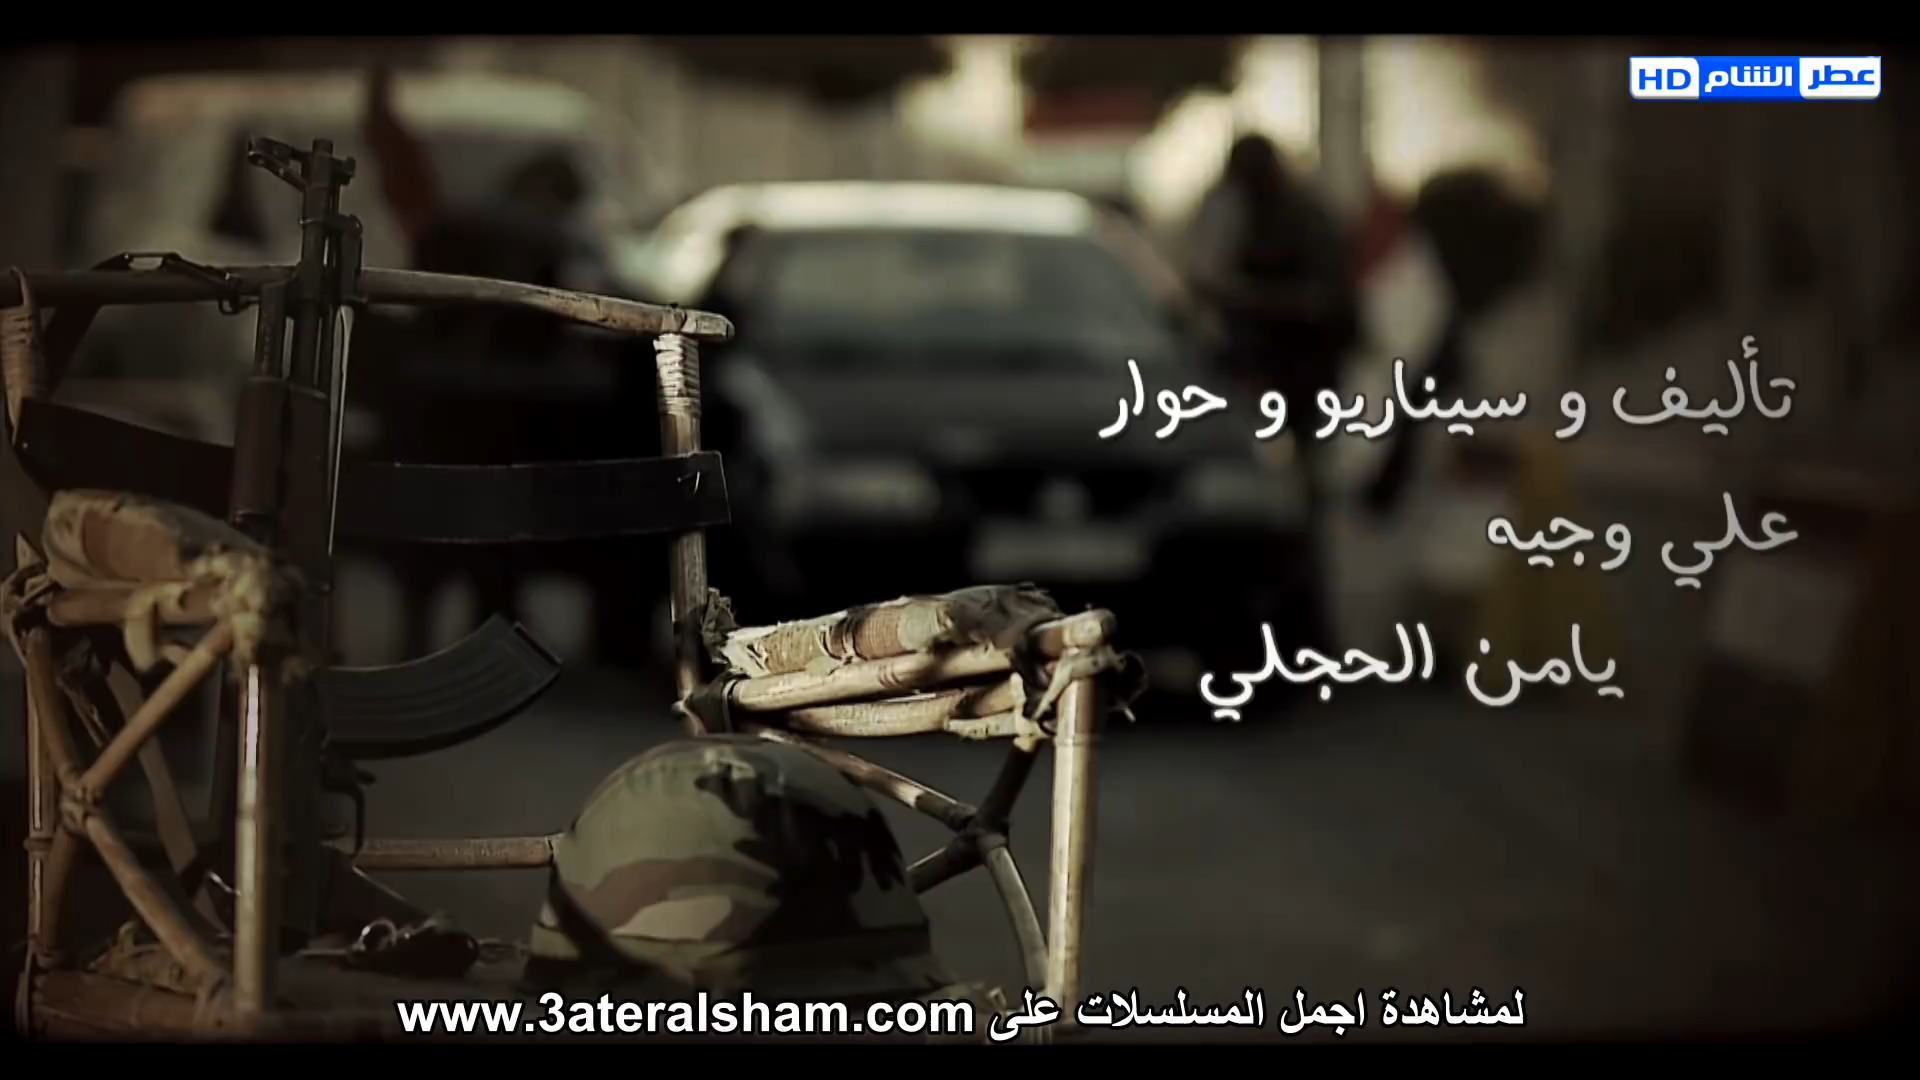 عطر الشام HD
تأليف و سيناريو و حوار
علي وجيه
يامن الحجلي
لمشاهدة اجمل المسلسلات على www.3ateralsham.com